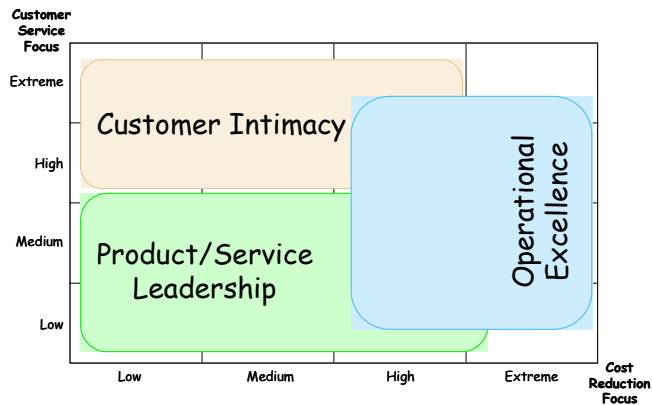 Customer
Service
Focus
Extreme
Customer Intimacy
High
Operational
Excellence
Medium
Product/Service
Leadership
Low
Low
Medium
High
Extreme
Cost
Reduction
Focus